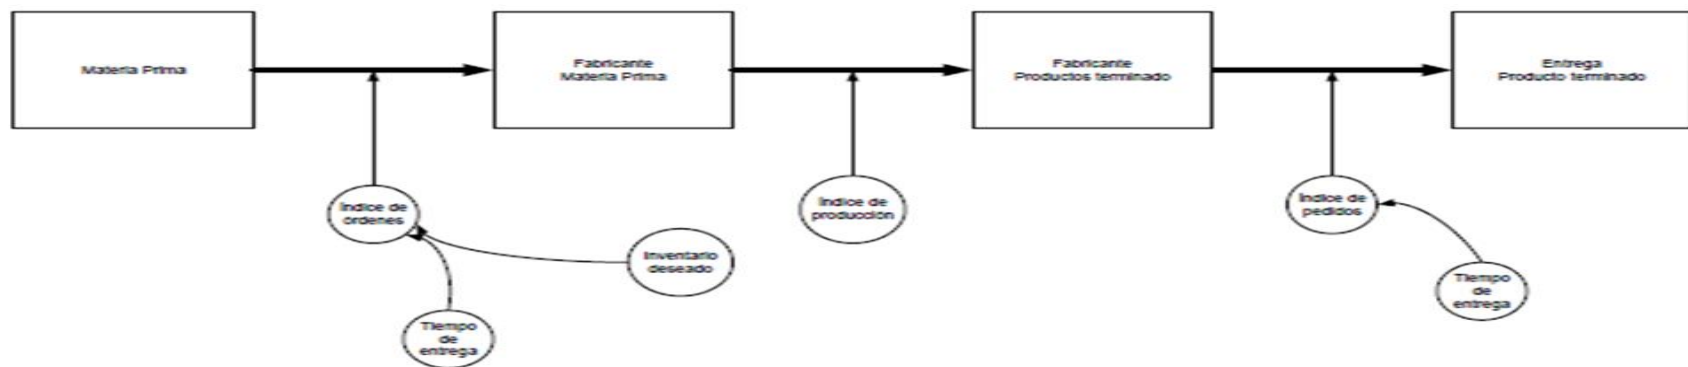 Materia Prima
Fabricante
Materia Prima
Fabricante
Productos terminado
Entrega
Producto terminado
Índice de
órdenes
Índice de
producción
Índice de
pedidos
Inventario
deseado
Tiempo
de
entrega
Tiempo
de
entrega